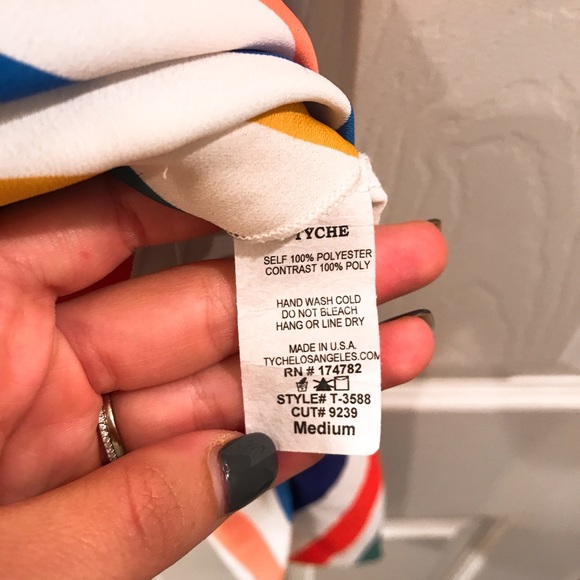 TYCHE
SELF 100% POLYESTER
CONTRAST 100% POLY
HAND WASH COLD
DO NOT BLEACH
HANG OR LINE DRY
MADE IN U.S.A.
TYCHELOSANGELES.COM
RN # 174782
STYLE# T-3588
CUT# 9239
Medium